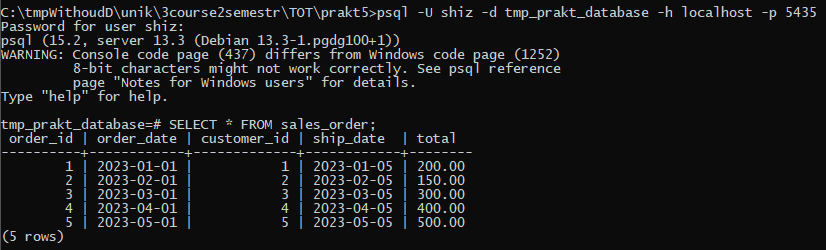 C:\tmpWithoudD\unik\3course2semestr\TOT\prakt5>psql -U shiz -d tmp_prakt_database -h localhost -p 5435
Password for user shiz:
psql (15.2, server 13.3 (Debian 13.3-1.pgdg100+1))
WARNING: Console code page (437) differs from Windows code page (1252)
         8-bit characters might not work correctly. See psql reference
         page "Notes for Windows users" for details.
Type "help" for help.

tmp_prakt_database=# SELECT * FROM sales_order;
 order_id | order_date | customer_id | ship_date  | total
----------+------------+-------------+------------+--------
        1 | 2023-01-01 |           1 | 2023-01-05 | 200.00
        2 | 2023-02-01 |           2 | 2023-02-05 | 150.00
        3 | 2023-03-01 |           3 | 2023-03-05 | 300.00
        4 | 2023-04-01 |           4 | 2023-04-05 | 400.00
        5 | 2023-05-01 |           5 | 2023-05-05 | 500.00
(5 rows)